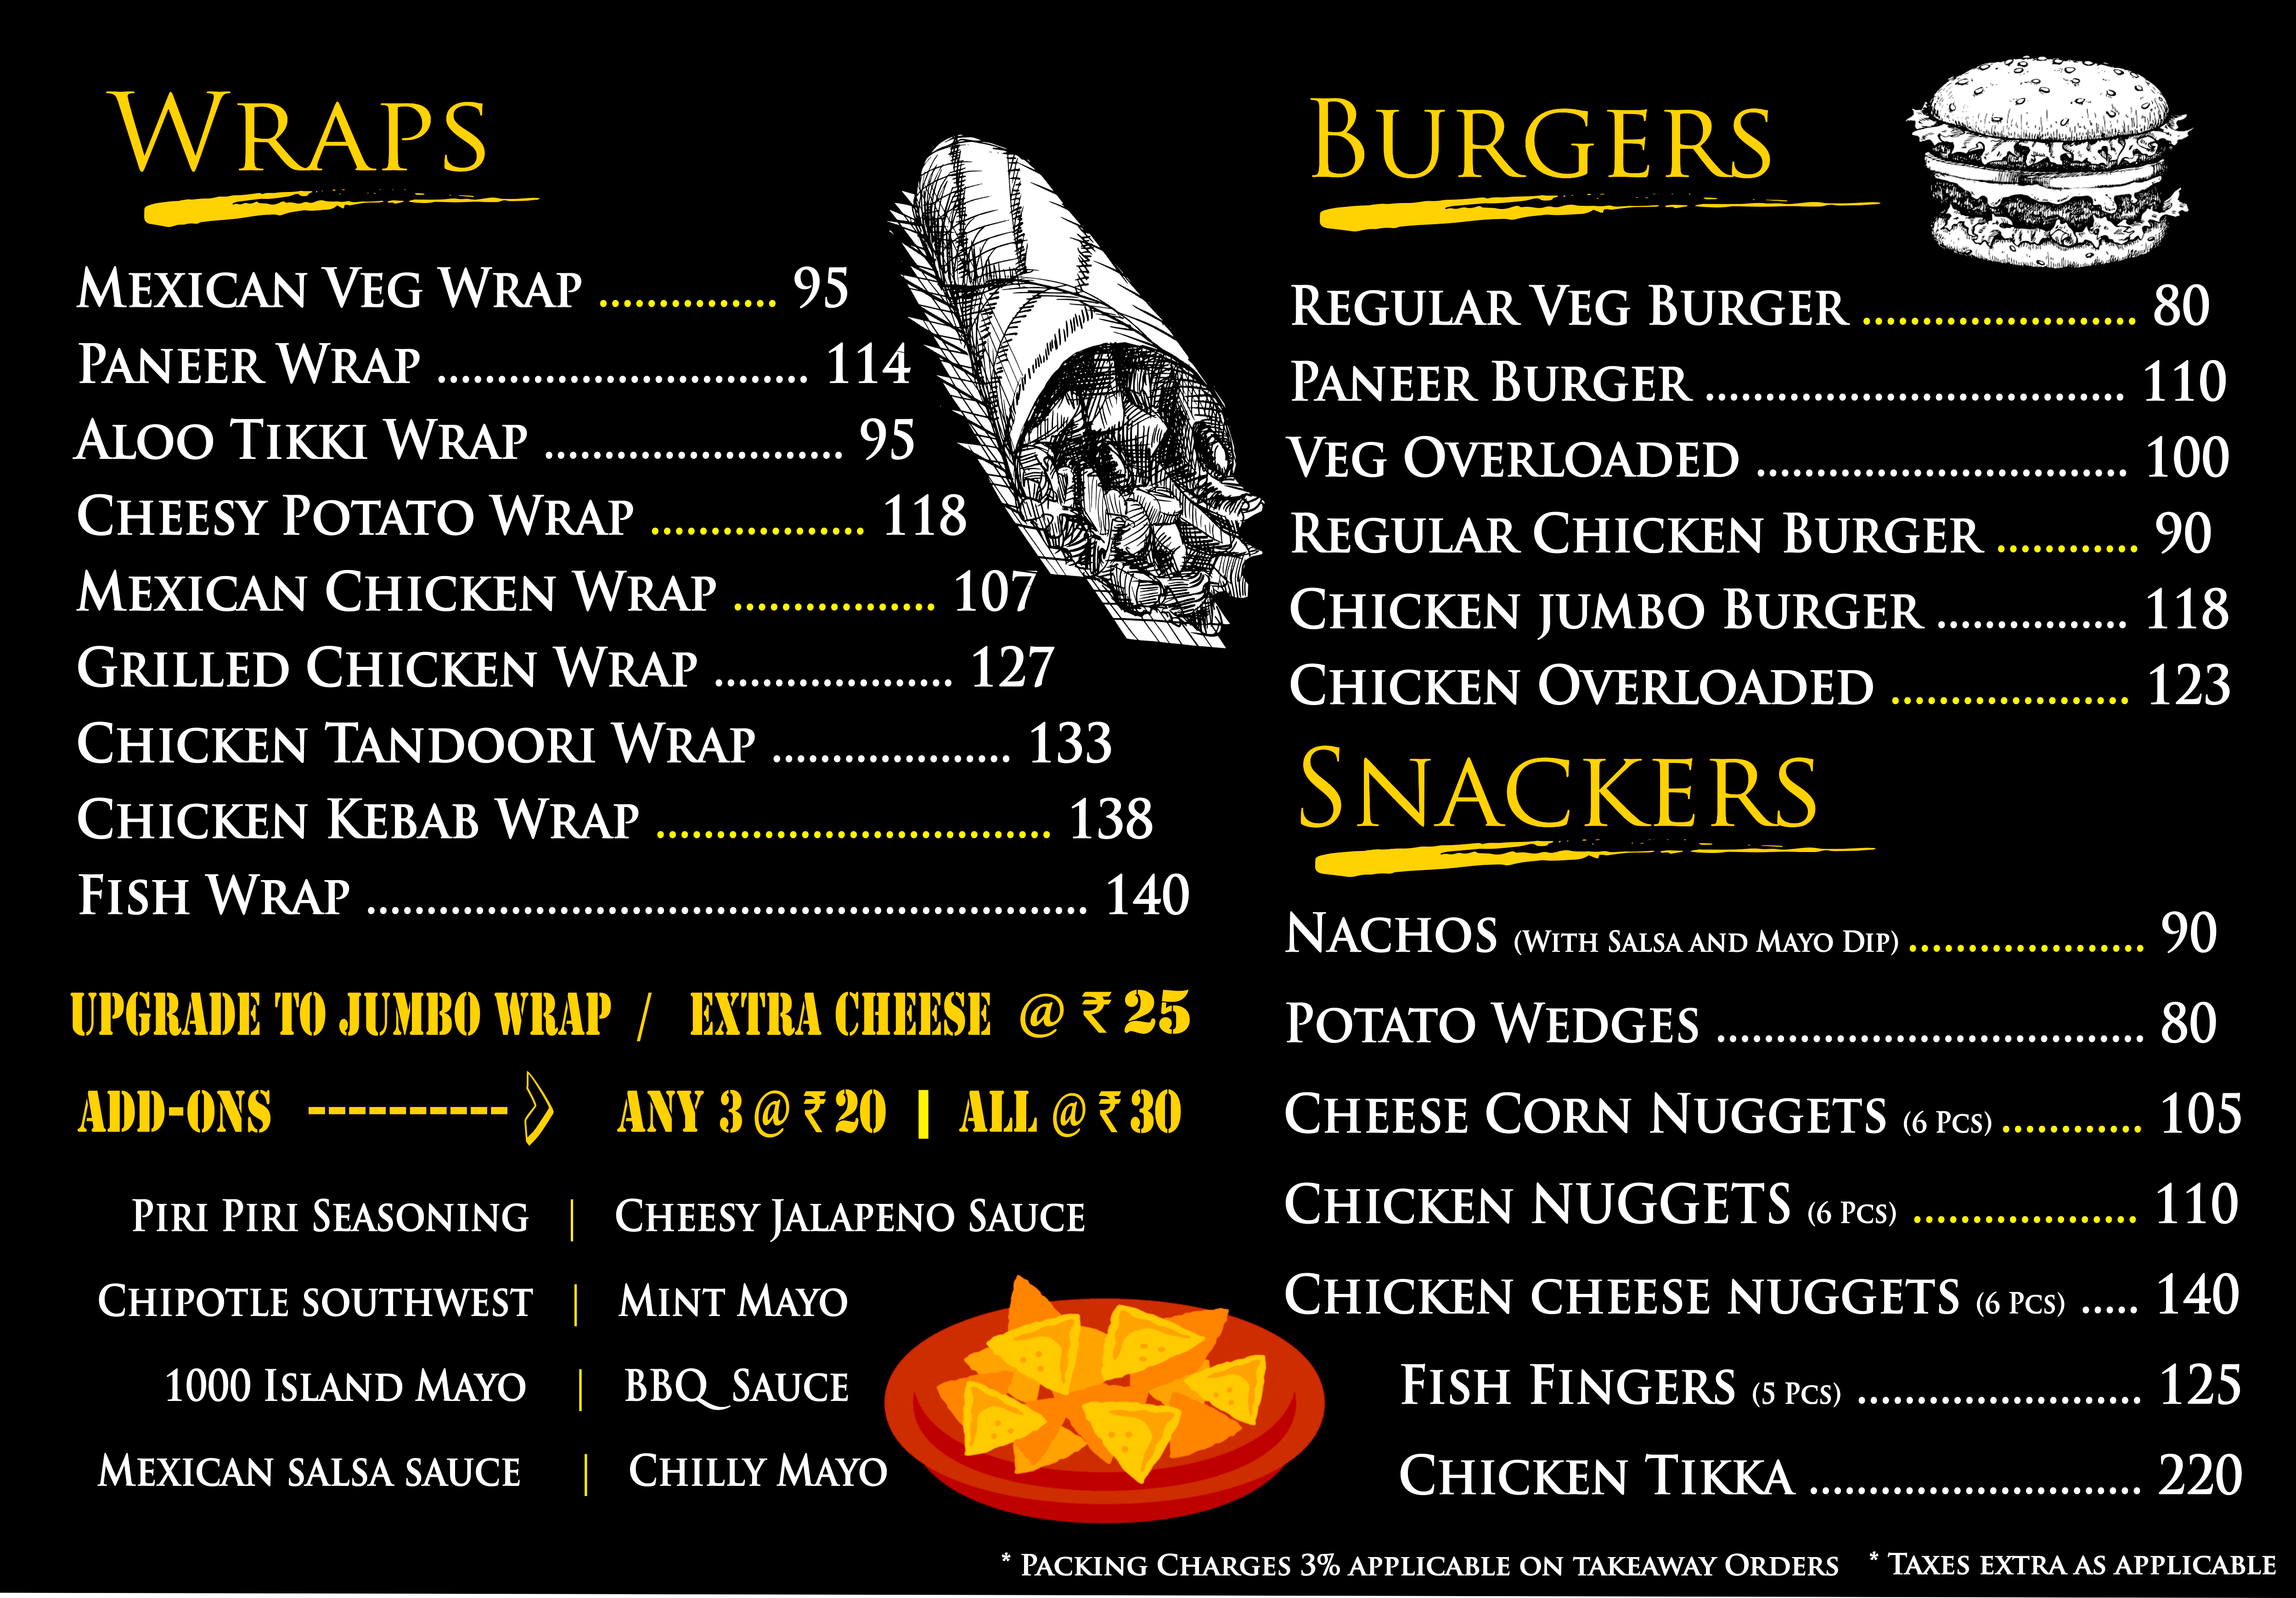 Wraps
Mexican Veg Wrap ............... 95
Paneer Wrap ............................... 114
Aloo Tikki Wrap ......................... 95
Cheesy Potato Wrap .................. 118
Mexican Chicken Wrap ................. 107
Grilled Chicken Wrap .................... 127
Chicken Tandoori Wrap .................... 133
Chicken Kebab Wrap ................................. 138
Fish Wrap ............................................................. 140
UPGRADE TO JUMBO WRAP / EXTRA CHEESE @ ₹ 25
ADD-ONS ----------> ANY 3 @ ₹ 20 | ALL @ ₹ 30
Piri Piri Seasoning | Cheesy Jalapeno Sauce
Chipotle southwest | Mint Mayo
1000 Island Mayo | BBQ Sauce
Mexican salsa sauce | Chilly Mayo
Burgers
Regular Veg Burger ....................... 80
Paneer Burger ................................... 110
Veg Overloaded ............................... 100
Regular Chicken Burger ............ 90
Chicken jumbo Burger ................ 118
Chicken Overloaded .................... 123
Snackers
Nachos (With Salsa and Mayo Dip) .................... 90
Potato Wedges .................................... 80
Cheese Corn Nuggets (6 Pcs) ............ 105
Chicken NUGGETS (6 Pcs) ................... 110
Chicken cheese nuggets (6 Pcs) ..... 140
Fish Fingers (5 Pcs) ........................ 125
Chicken Tikka ............................ 220
* Packing Charges 3% applicable on takeaway Orders * Taxes extra as applicable